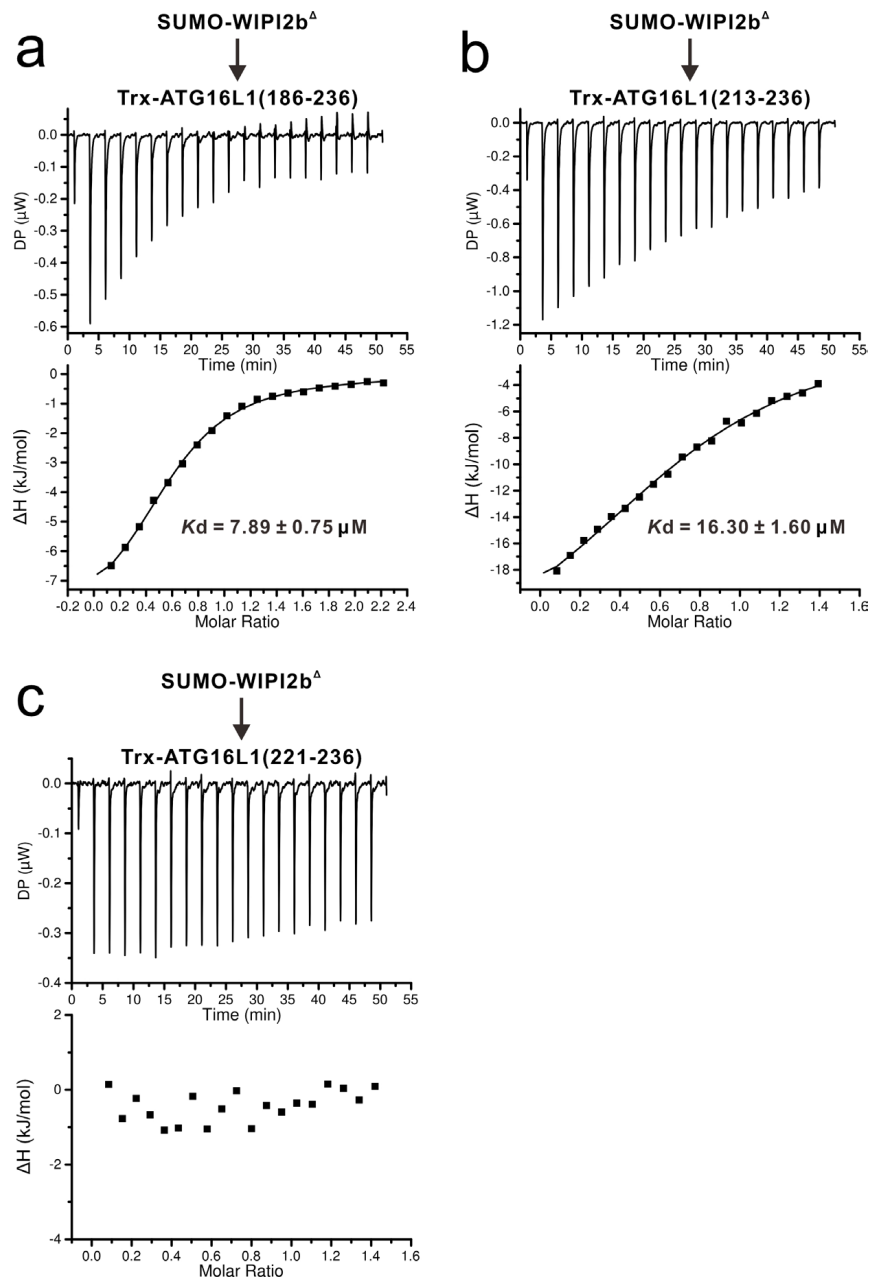 a
SUMO-WIPI2bΔ
Trx-ATG16L1(186-236)
0.0
-0.1
-0.2
-0.3
-0.4
-0.5
-0.6
DP (µW)
0 5 10 15 20 25 30 35 40 45 50 55
Time (min)
0
-1
-2
-3
-4
-5
-6
-7
ΔH (kJ/mol)
Kd = 7.89 ± 0.75 µM
-0.2 0.0 0.2 0.4 0.6 0.8 1.0 1.2 1.4 1.6 1.8 2.0 2.2 2.4
Molar Ratio
b
SUMO-WIPI2bΔ
Trx-ATG16L1(213-236)
0.0
-0.2
-0.4
-0.6
-0.8
-1.0
-1.2
DP (µW)
0 5 10 15 20 25 30 35 40 45 50 55
Time (min)
-4
-6
-8
-10
-12
-14
-16
-18
ΔH (kJ/mol)
Kd = 16.30 ± 1.60 µM
0.0 0.2 0.4 0.6 0.8 1.0 1.2 1.4 1.6
Molar Ratio
c
SUMO-WIPI2bΔ
Trx-ATG16L1(221-236)
0.0
-0.1
-0.2
-0.3
-0.4
DP (µW)
0 5 10 15 20 25 30 35 40 45 50 55
Time (min)
2
0
-2
-4
ΔH (kJ/mol)
0.0 0.2 0.4 0.6 0.8 1.0 1.2 1.4 1.6
Molar Ratio